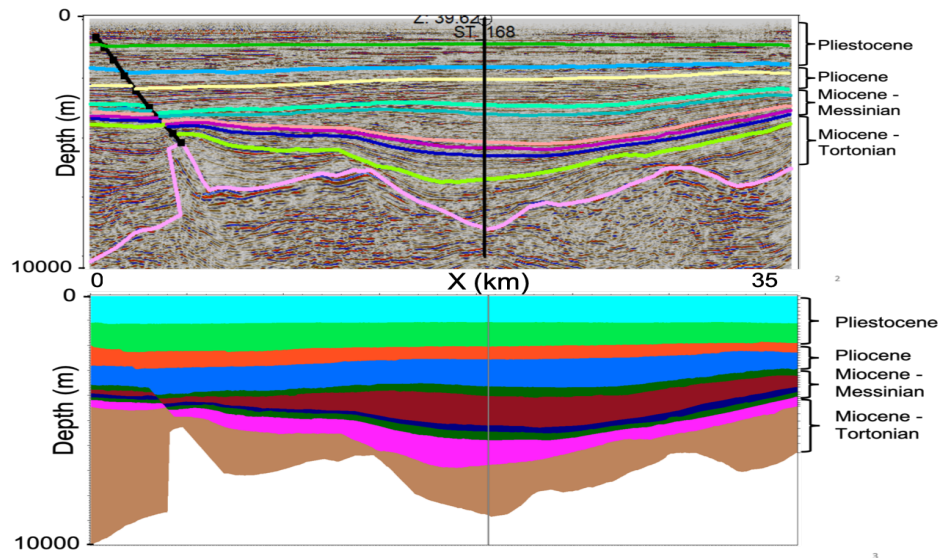 0
Z: 39.62
ST 168
Depth (m)
Pliestocene
Pliocene
Miocene -
Messinian
Miocene -
Tortonian
10000
0
X (km)
35
2
0
Depth (m)
Pliestocene
Pliocene
Miocene -
Messinian
Miocene -
Tortonian
10000
3